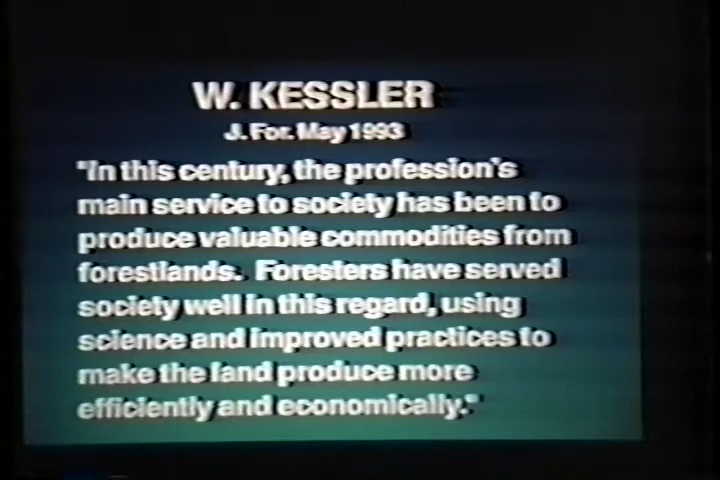 W. KESSLER
J. For. May 1993
"In this century, the profession's
main service to society has been to
produce valuable commodities from
forestlands. Foresters have served
society well in this regard, using
science and improved practices to
make the land produce more
efficiently and economically."